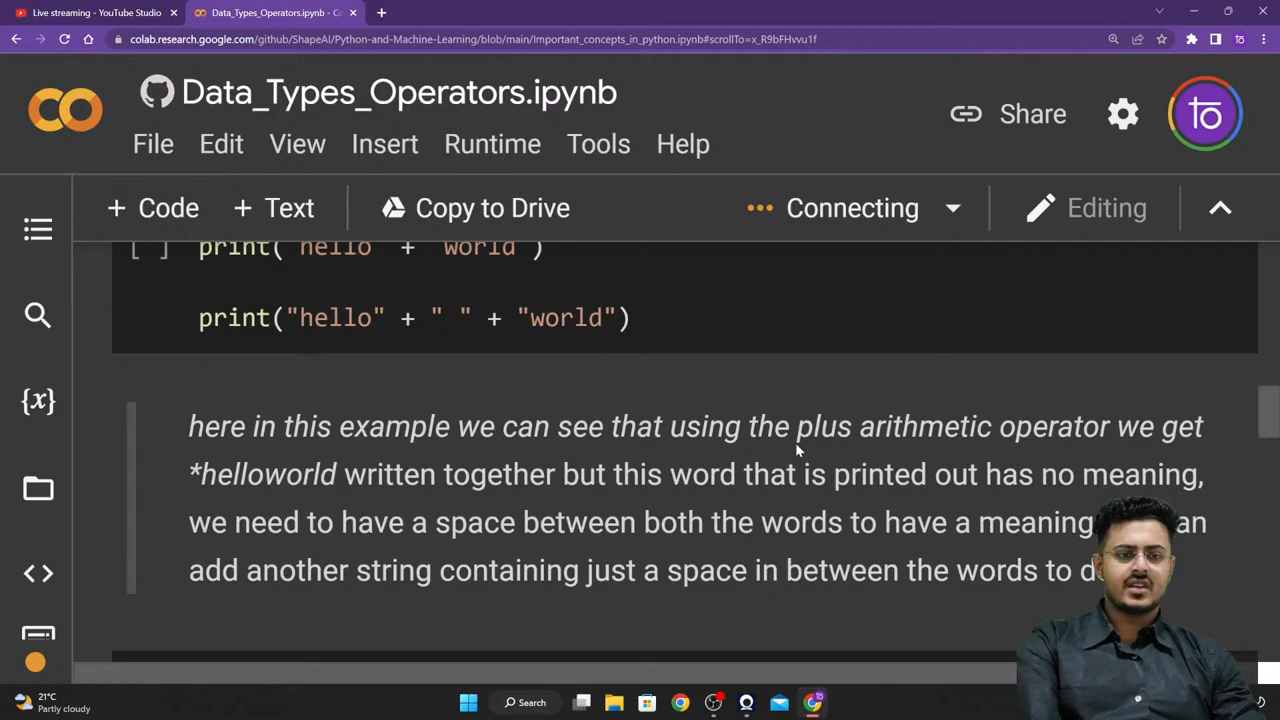 Live streaming - YouTube Studio
Data_Types_Operators.ipynb - Co
colab.research.google.com/github/ShapeAI/Python-and-Machine-Learning/blob/main/Important_concepts_in_python.ipynb#scrollTo=x_R9bFHvvu1f
Data_Types_Operators.ipynb
Share
File Edit View Insert Runtime Tools Help
+ Code + Text Copy to Drive Connecting Editing
[ ] print("hello" + "world")
print("hello" + " " + "world")
here in this example we can see that using the plus arithmetic operator we get
*helloworld written together but this word that is printed out has no meaning,
we need to have a space between both the words to have a meaning
add another string containing just a space in between the words to
{x}
21°C
Partly cloudy
Search